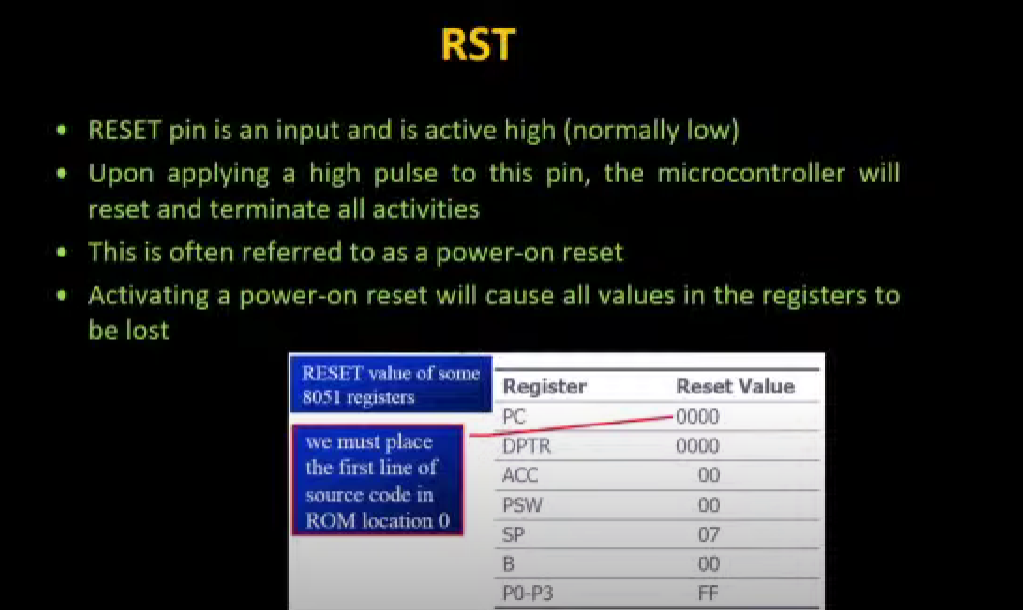 RST
• RESET pin is an input and is active high (normally low)
• Upon applying a high pulse to this pin, the microcontroller will
reset and terminate all activities
• This is often referred to as a power-on reset
• Activating a power-on reset will cause all values in the registers to
be lost
RESET value of some
8051 registers
we must place
the first line of
source code in
ROM location 0
Register Reset Value
PC 0000
DPTR 0000
ACC 00
PSW 00
SP 07
B 00
P0-P3 FF